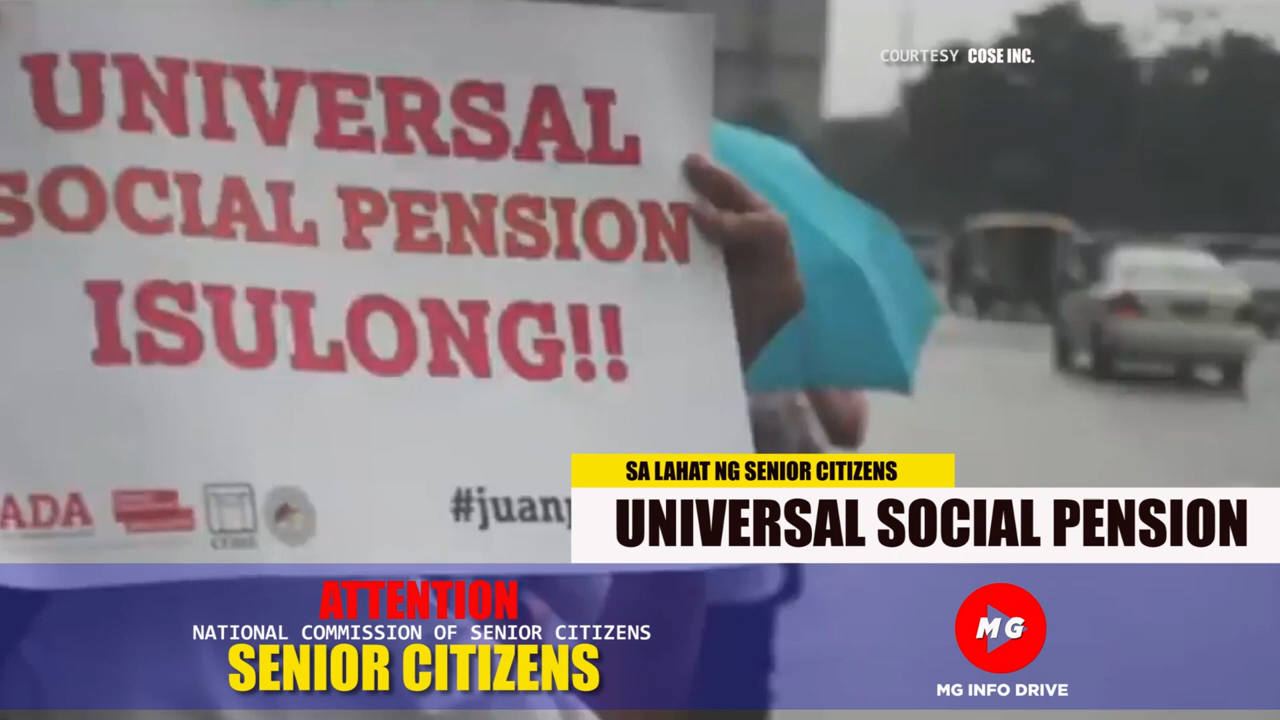 COURTESY COSE INC.
UNIVERSAL
SOCIAL PENSION
ISULONG!!
ADA
#juan
SA LAHAT NG SENIOR CITIZENS
UNIVERSAL SOCIAL PENSION
ATTENTION
NATIONAL COMMISSION OF SENIOR CITIZENS
SENIOR CITIZENS
MG
MG INFO DRIVE